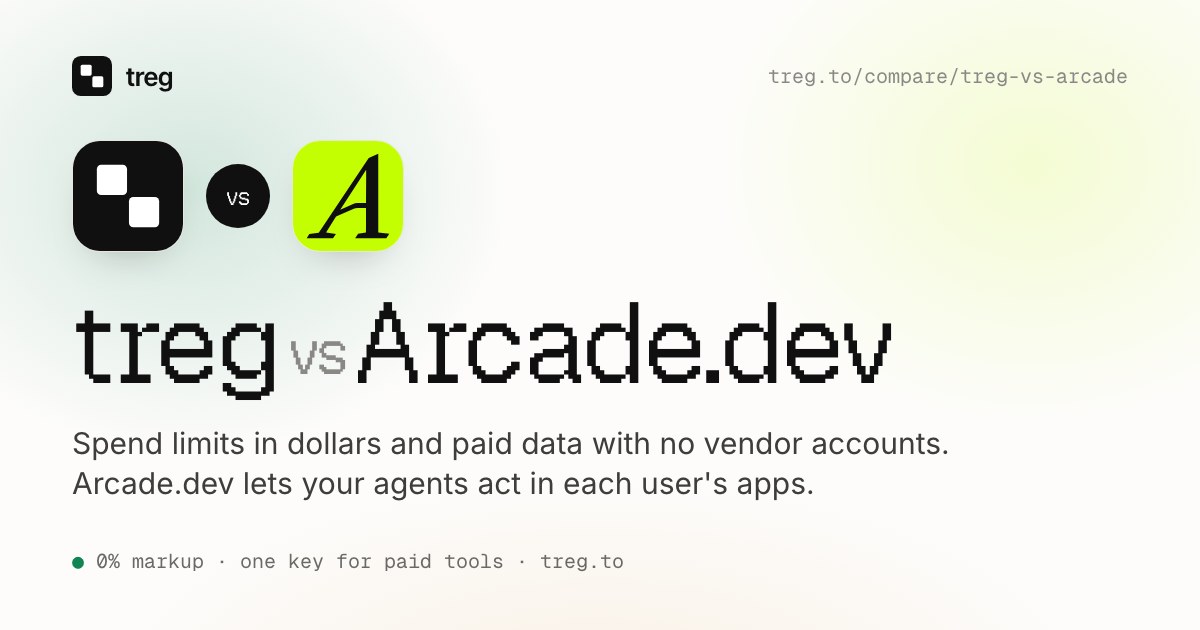 treg
treg.to/compare/treg-vs-arcade
vs
A
treg vs Arcade.dev
Spend limits in dollars and paid data with no vendor accounts.
Arcade.dev lets your agents act in each user's apps.
0% markup · one key for paid tools · treg.to